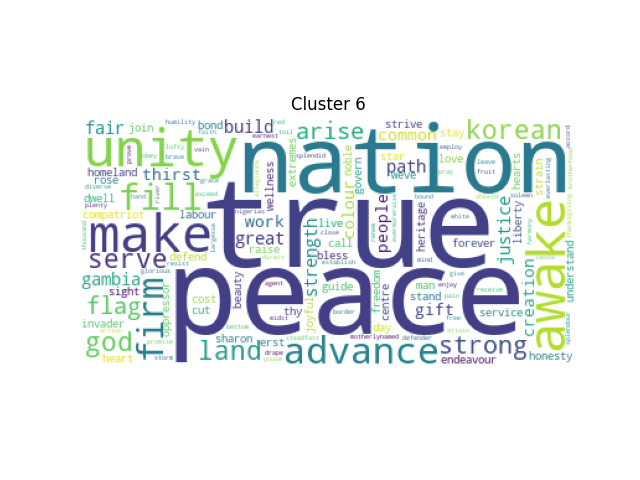 Cluster 6
fair join humility bond build red arise strive common stay korean
faith toil earnest extremes noble employ
unity nation
obey lofty brave vain prove splendid star path love leave fruit accord
homeland thirst grace wellness govern weve hearts strain everlasting
rose fill exceed colour pray
dwell diverse hand river allegiance people heritage bound shield solemn liberty justice
compatriot labour nigerias work live renew white creation awake
make true great call close mind forever harmony understand
serve defend raise direct bless establish strength
gambia glorious beauty agent guide freedom centre man give receive
sight cost pain stand enjoy
flag firm oppressor cut thy joyful border day gift service
invader action midst attain
god promise bestow sharon erst steadfast motherlynamed defender strong
heart storm land drape advance endeavour honesty
peace
thousand plenty largesse splendour